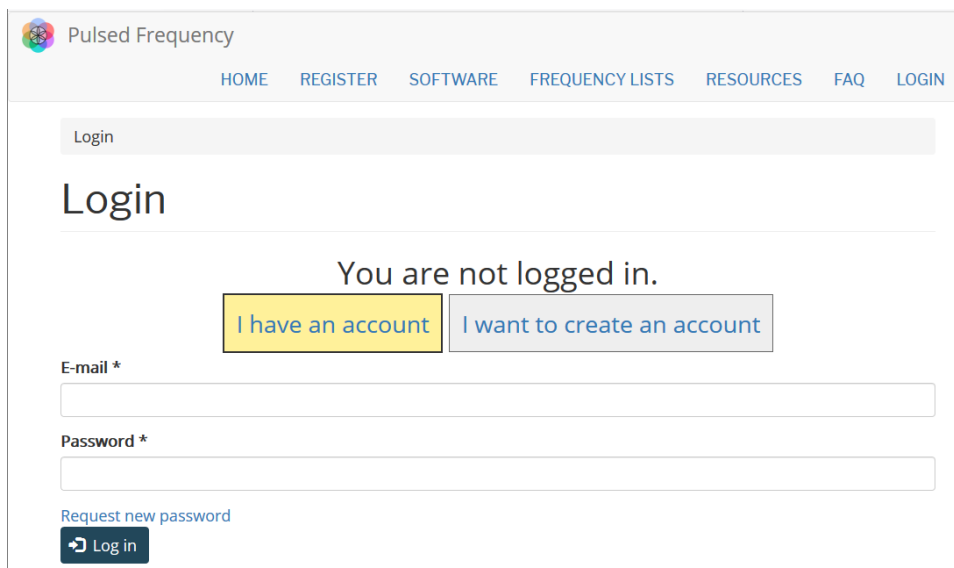 Pulsed Frequency
HOME REGISTER SOFTWARE FREQUENCY LISTS RESOURCES FAQ LOGIN
Login
Login
You are not logged in.
I have an account I want to create an account
E-mail *
Password *
Request new password
Log in